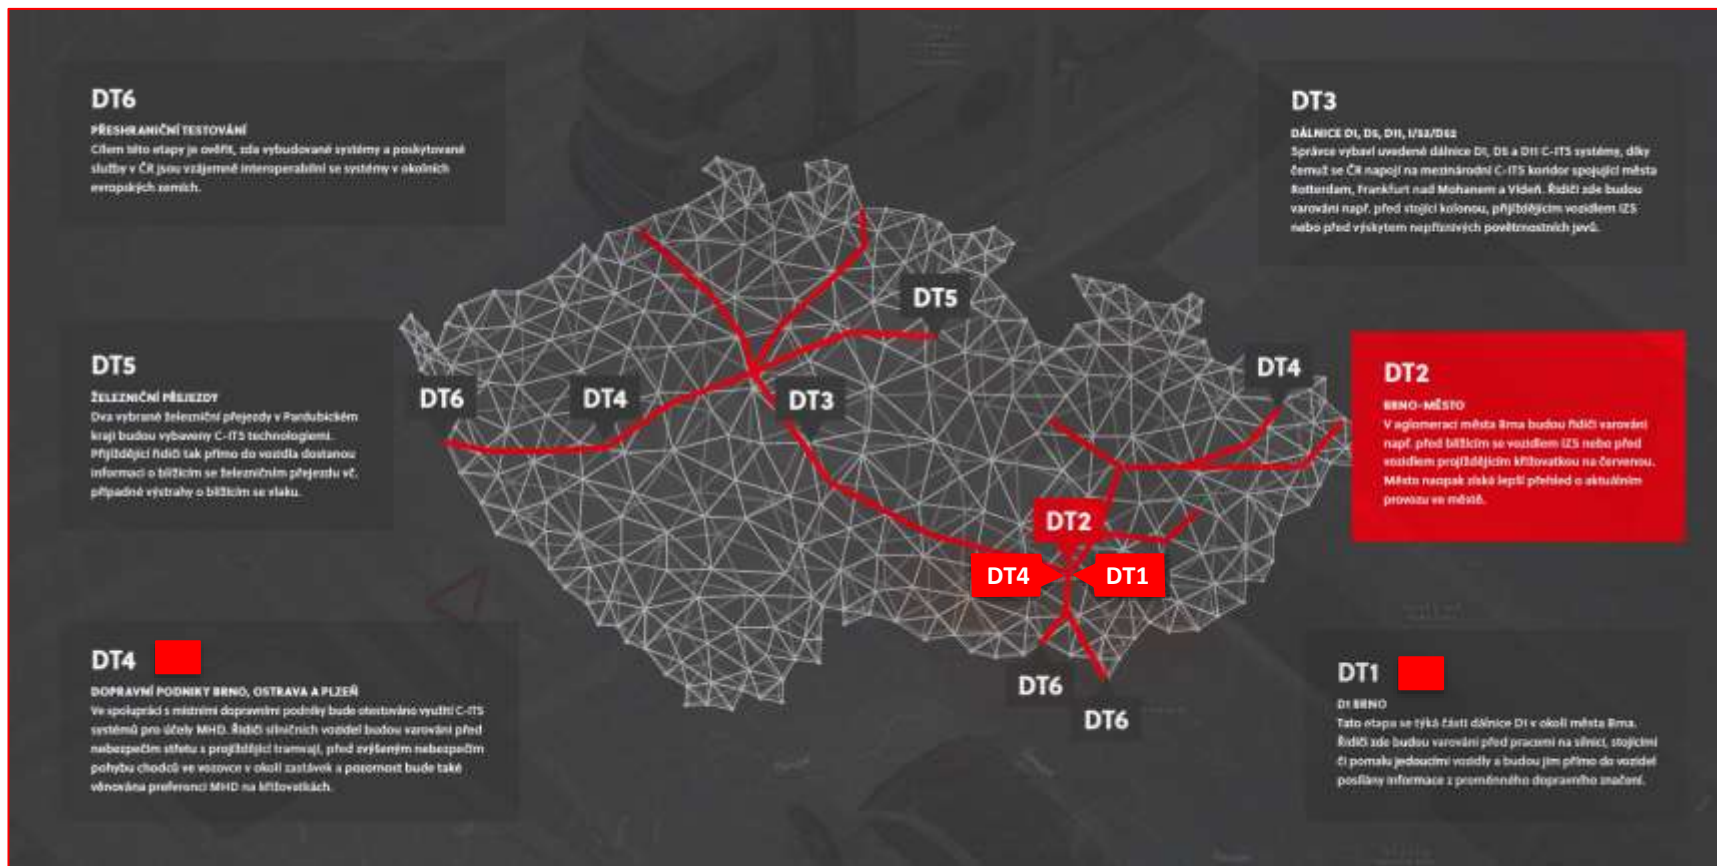 DT6
PŘESHRANIČNÍ TESTOVÁNÍ
Cílem této etapy je ověřit, zda vybudované systémy a poskytované
služby v ČR jsou vzájemně interoperabilní se systémy v okolních
evropských zemích.
DT3
DÁLNICE D1, D5, D11, I/52/D52
Správce vybaví uvedené dálnice D1, D5 a D11 C-ITS systémy, díky
čemuž se ČR napojí na mezinárodní C-ITS koridor spojující města
Rotterdam, Frankfurt nad Mohanem a Vídeň. Řidiči zde budou
varováni např. před stojící kolonou, přijíždějícím vozidlem IZS
nebo před výskytem nepříznivých povětrnostních jevů.
DT5
ŽELEZNIČNÍ PŘEJEZDY
Dva vybrané železniční přejezdy v Pardubickém
kraji budou vybaveny C-ITS technologiemi.
Přijíždějící řidiči tak přímo do vozidla dostanou
informaci o blížícím se železničním přejezdu vč.
případné výstrahy o blížícím se vlaku.
DT2
BRNO-MĚSTO
V aglomeraci města Brna budou řidiči varováni
např. před blížícím se vozidlem IZS nebo před
vozidlem projíždějícím křižovatkou na červenou.
Město naopak získá lepší přehled o aktuálním
provozu ve městě.
DT5
DT4
DT6
DT4
DT3
DT2
DT4
DT1
DT6
DT6
DT4
DOPRAVNÍ PODNIKY BRNO, OSTRAVA A PLZEŇ
Ve spolupráci s místními dopravními podniky bude otestováno využití C-ITS
systémů pro účely MHD. Řidiči silničních vozidel budou varováni před
nebezpečím střetu s projíždějící tramvají, před zvýšeným nebezpečím
pohybu chodců ve vozovce v okolí zastávek a pozornost bude také
věnována preferenci MHD na křižovatkách.
DT1
D1 BRNO
Tato etapa se týká části dálnice D1 v okolí města Brna.
Řidiči zde budou varováni před pracemi na silnici, stojícími
či pomalu jedoucími vozidly a budou jim přímo do vozidel
posílány informace z proměnného dopravního značení.